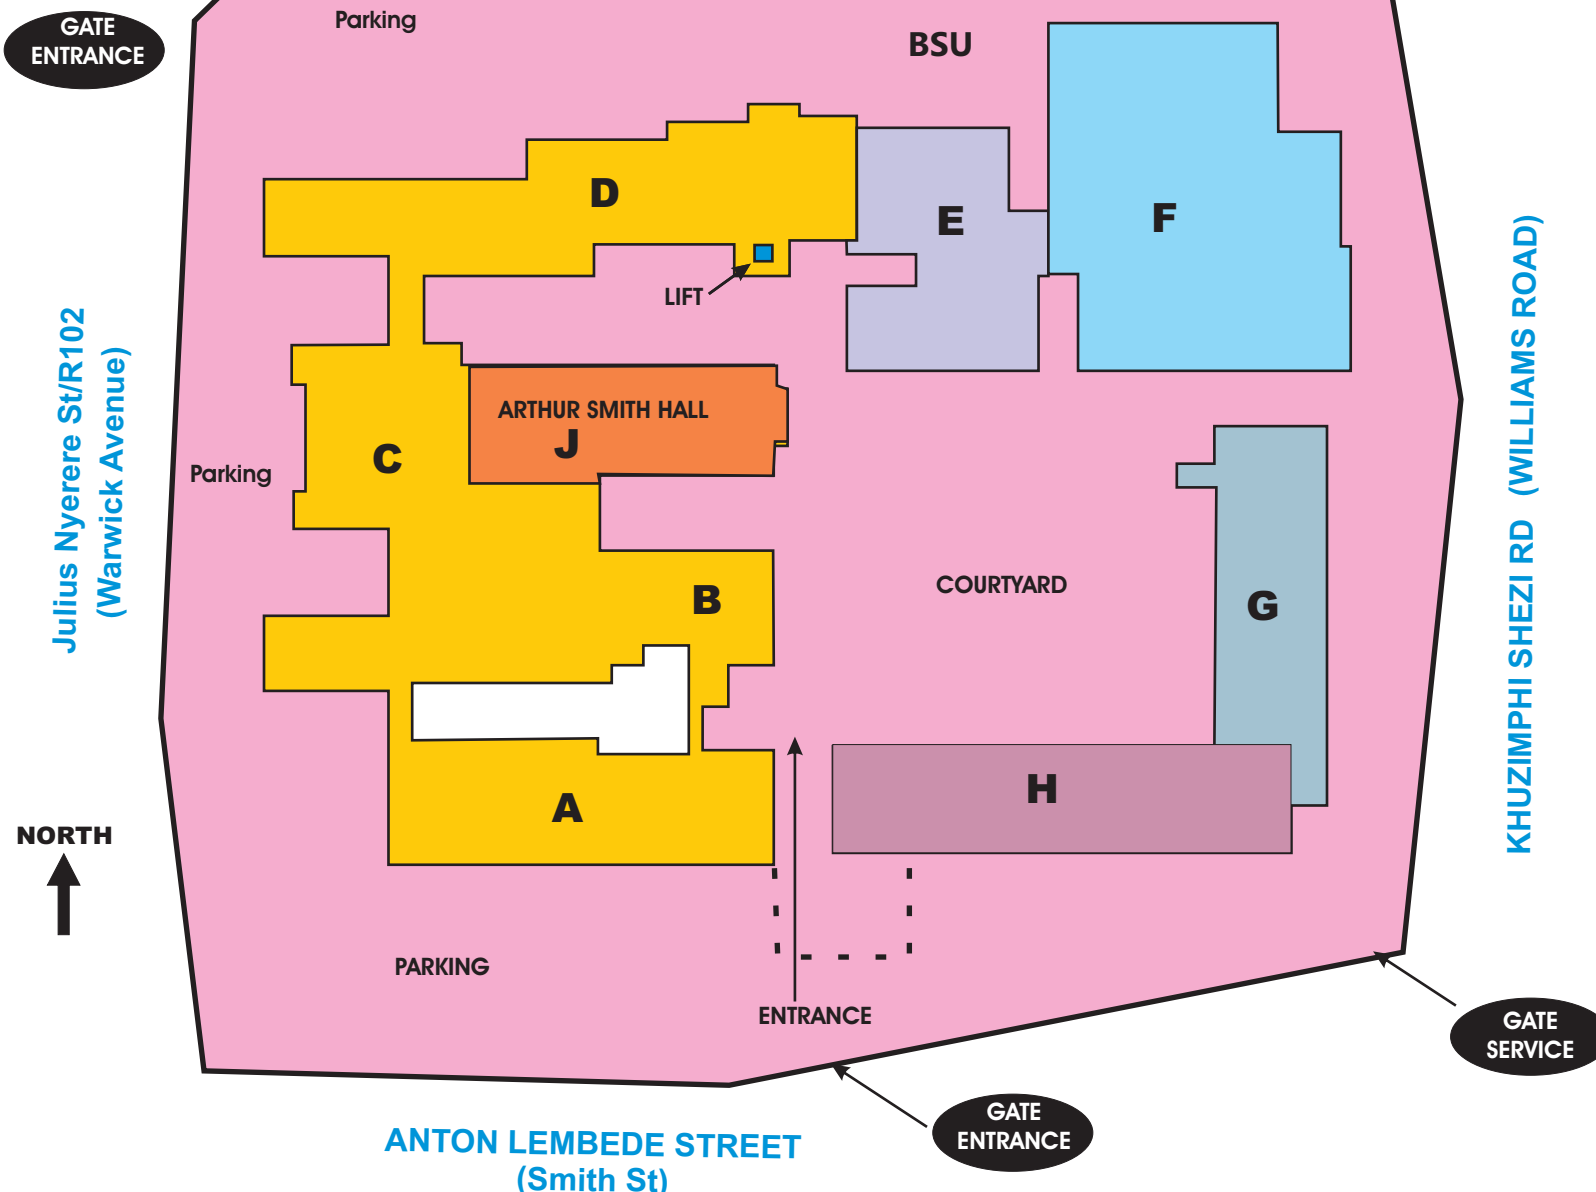 GATE
ENTRANCE
Parking
BSU
D
E
F
LIFT
ARTHUR SMITH HALL
J
C
Parking
Julius Nyerere St/R102
(Warwick Avenue)
B
COURTYARD
G
KHUZIMPHI SHEZI RD (WILLIAMS ROAD)
H
A
NORTH
PARKING
ENTRANCE
GATE
SERVICE
GATE
ENTRANCE
ANTON LEMBEDE STREET
(Smith St)